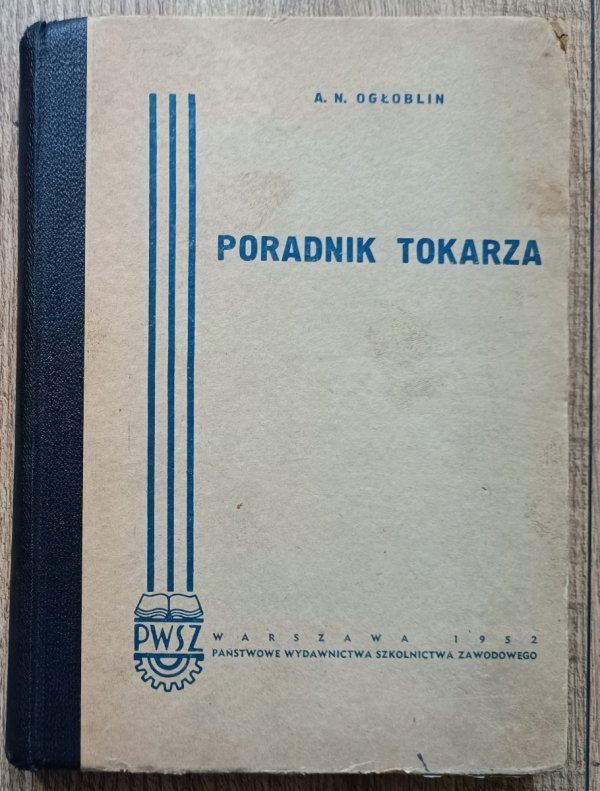 A. N. OGŁOBLIN
PORADNIK TOKARZA
PWSZ
WARSZAWA 1952
PAŃSTWOWE WYDAWNICTWA SZKOLNICTWA ZAWODOWEGO